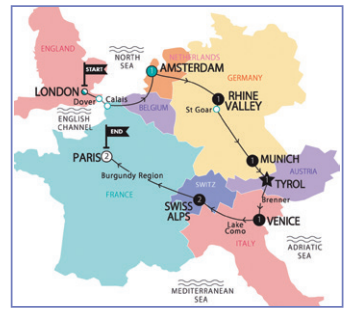 ENGLAND
NORTH
SEA
NETHERLANDS
START
1
AMSTERDAM
GERMANY
LONDON
Dover
Calais
1
RHINE
VALLEY
BELGIUM
St Goar
ENGLISH
CHANNEL
END
PARIS
2
1
MUNICH
AUSTRIA
1
TYROL
Burgundy Region
FRANCE
SWITZ
Brenner
2
SWISS
ALPS
Lake
Como
1
VENICE
ITALY
ADRIATIC
SEA
MEDITERRANEAN
SEA